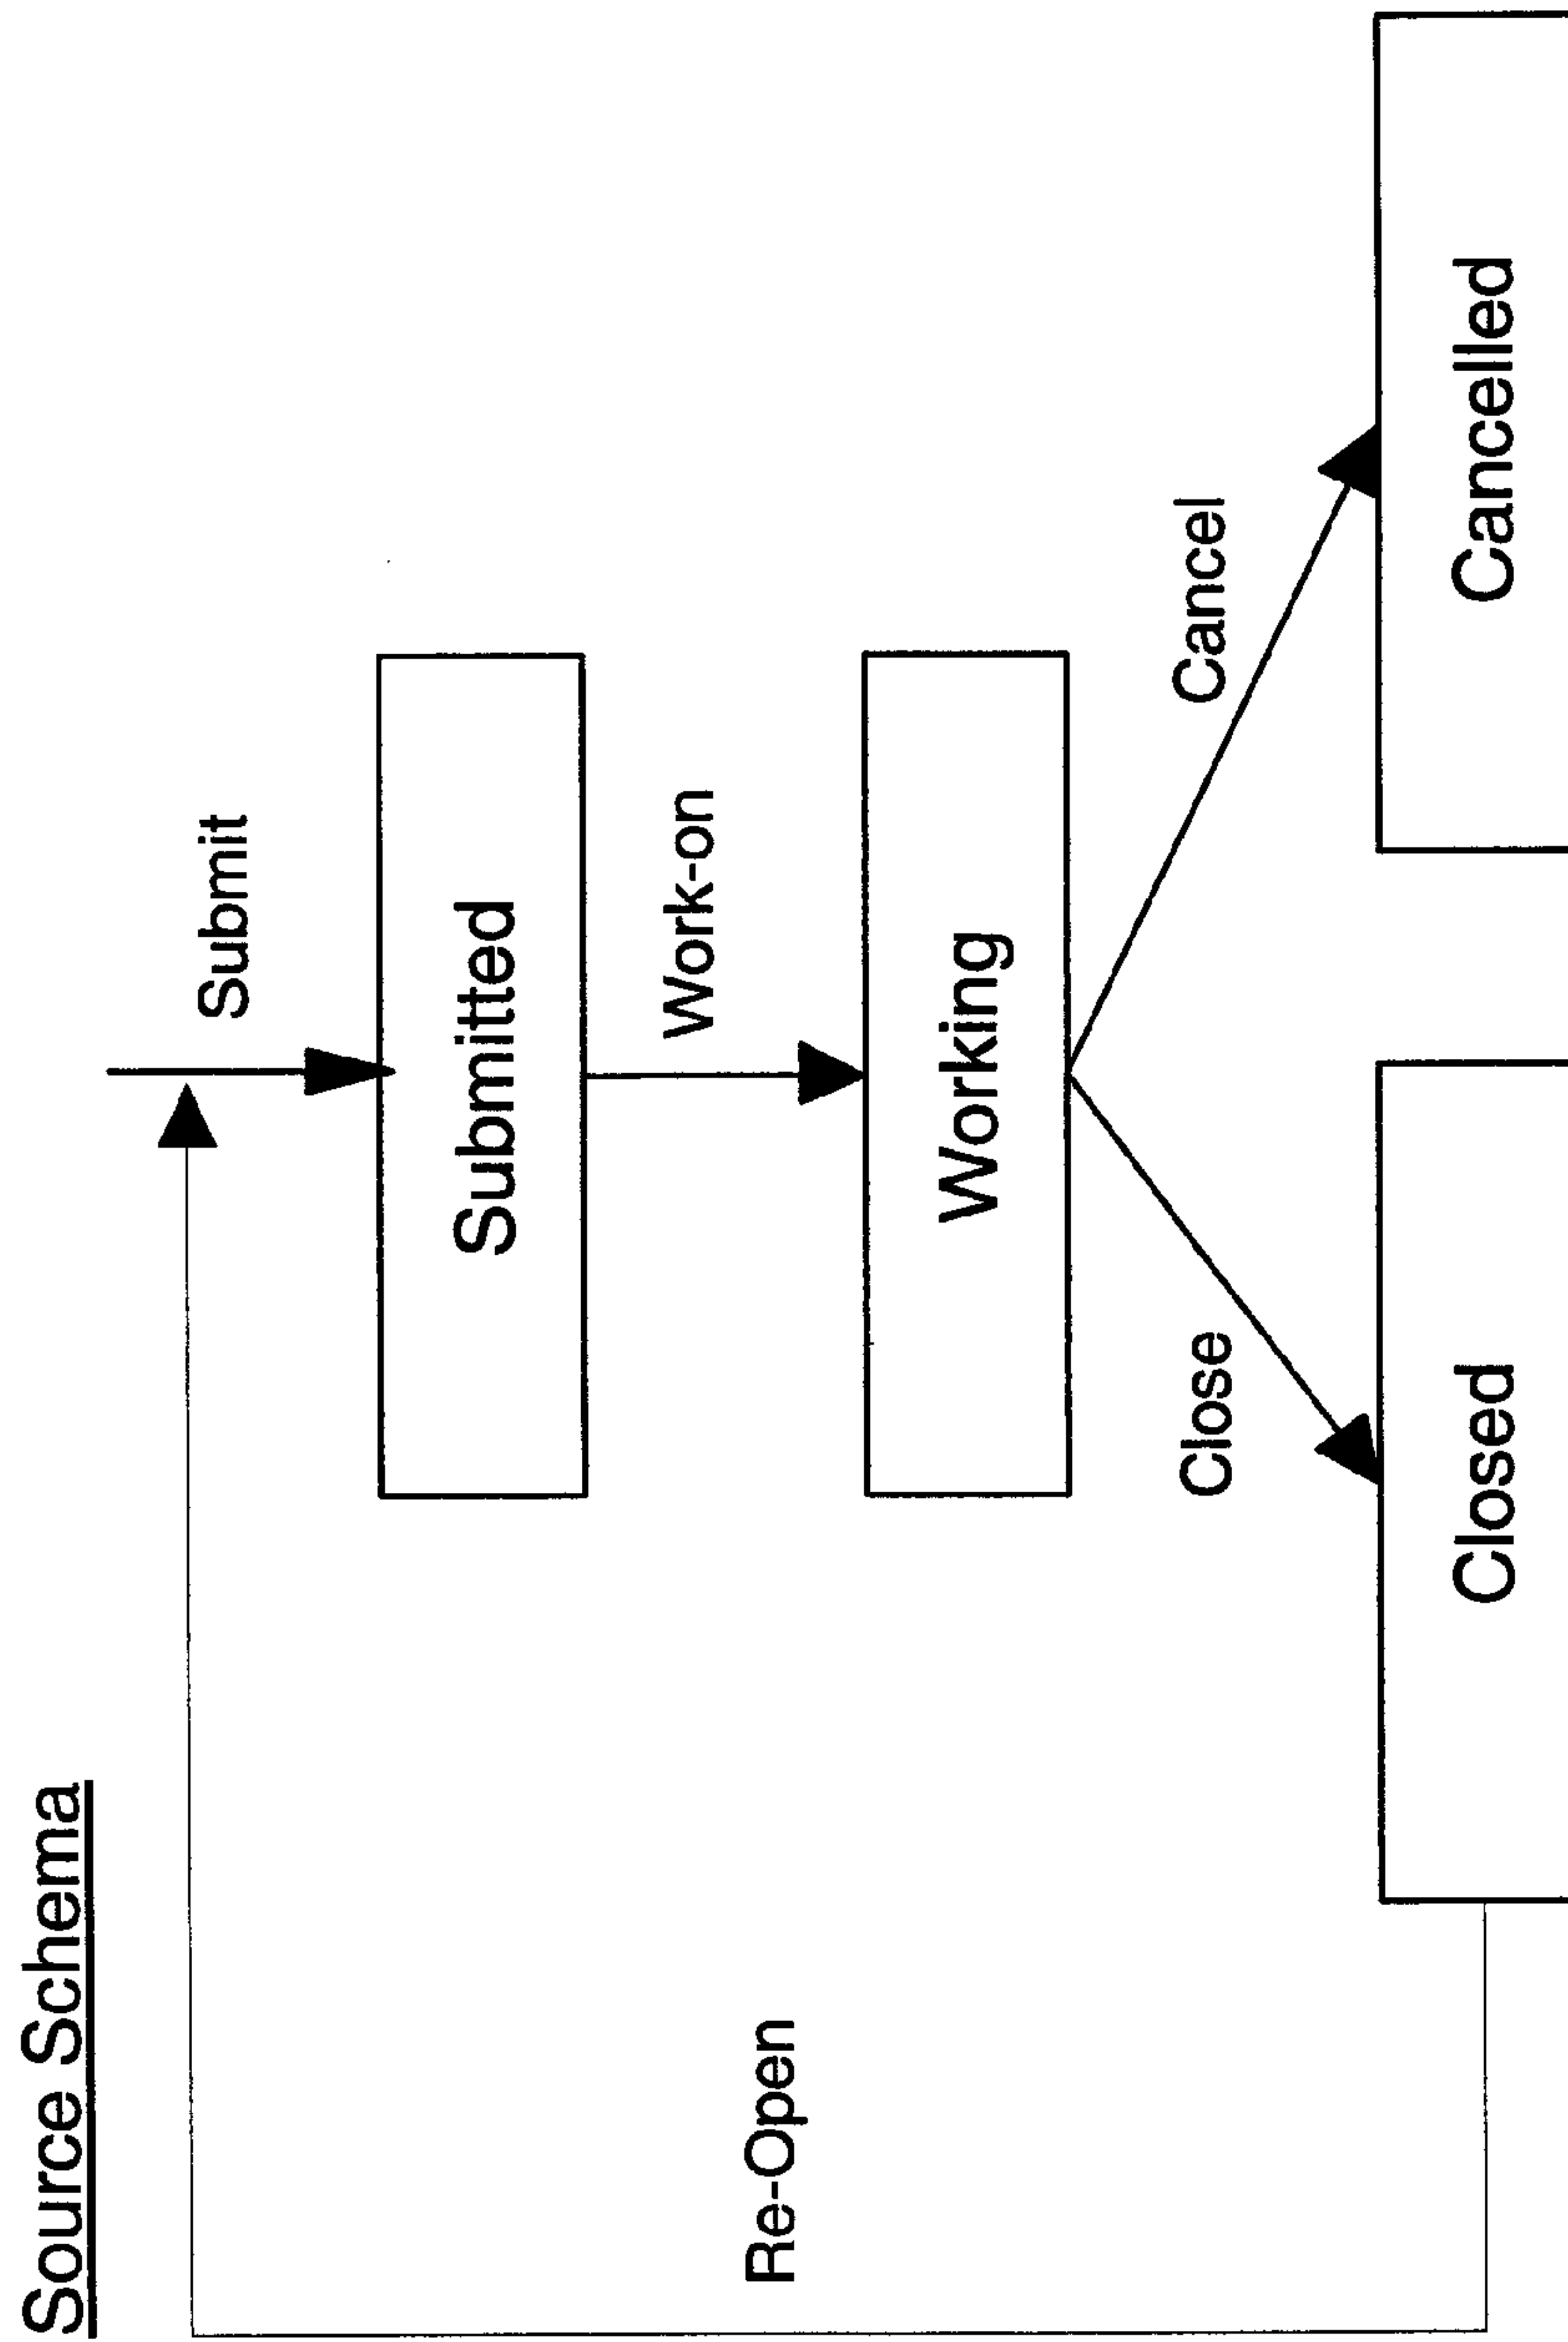 Source Schema
Submit
Submitted
Work-on
Working
Close
Cancel
Closed
Cancelled
Re-Open